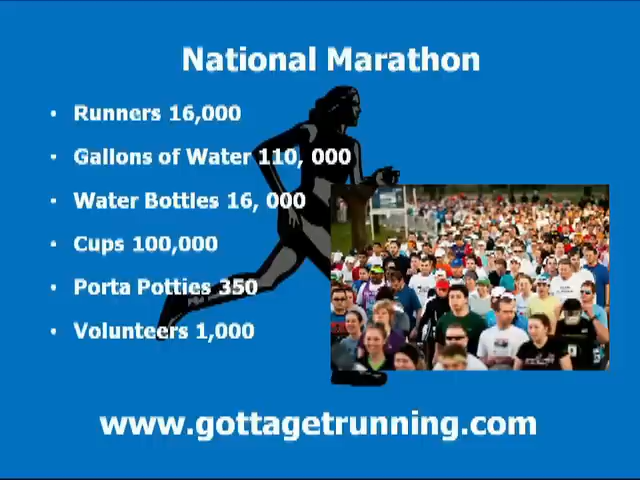 National Marathon
• Runners 16,000
• Gallons of Water 110, 000
• Water Bottles 16, 000
• Cups 100,000
• Porta Potties 350
• Volunteers 1,000
www.gottagetrunning.com